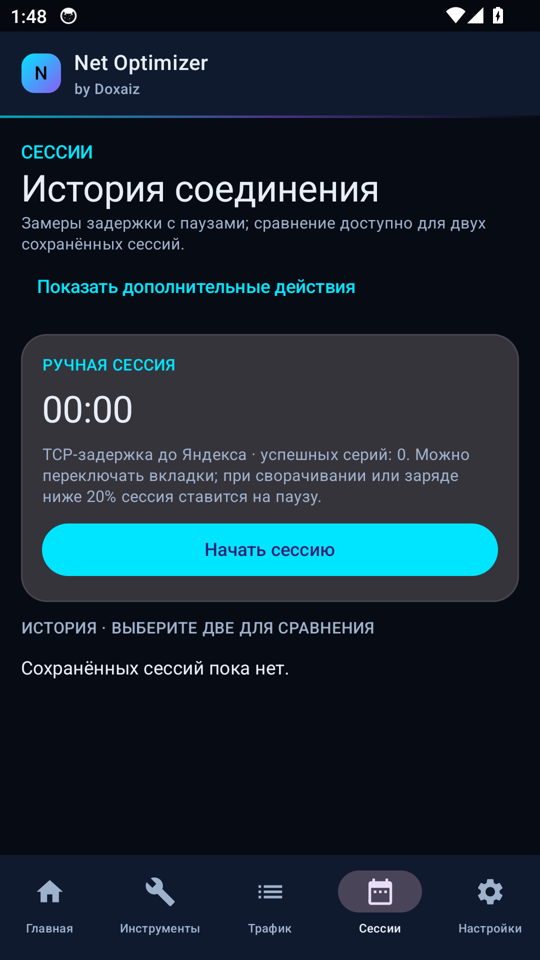 1:48
N
Net Optimizer
by Doxaiz
СЕССИИ
История соединения
Замеры задержки с паузами; сравнение доступно для двух
сохранённых сессий.
Показать дополнительные действия
РУЧНАЯ СЕССИЯ
00:00
TCP-задержка до Яндекса · успешных серий: 0. Можно
переключать вкладки; при сворачивании или заряде
ниже 20% сессия ставится на паузу.
Начать сессию
ИСТОРИЯ · ВЫБЕРИТЕ ДВЕ ДЛЯ СРАВНЕНИЯ
Сохранённых сессий пока нет.
Главная
Инструменты
Трафик
Сессии
Настройки